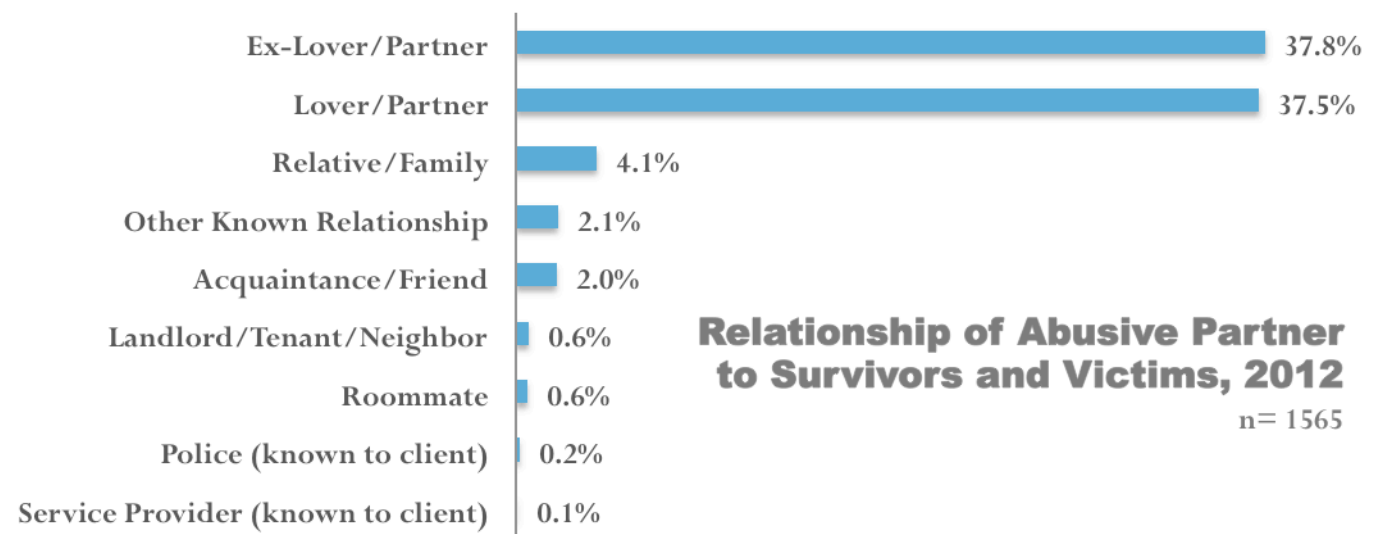 Ex-Lover/Partner 37.8%
Lover/Partner 37.5%
Relative/Family 4.1%
Other Known Relationship 2.1%
Acquaintance/Friend 2.0%
Landlord/Tenant/Neighbor 0.6%
Roommate 0.6%
Police (known to client) 0.2%
Service Provider (known to client) 0.1%
Relationship of Abusive Partner
to Survivors and Victims, 2012
n= 1565